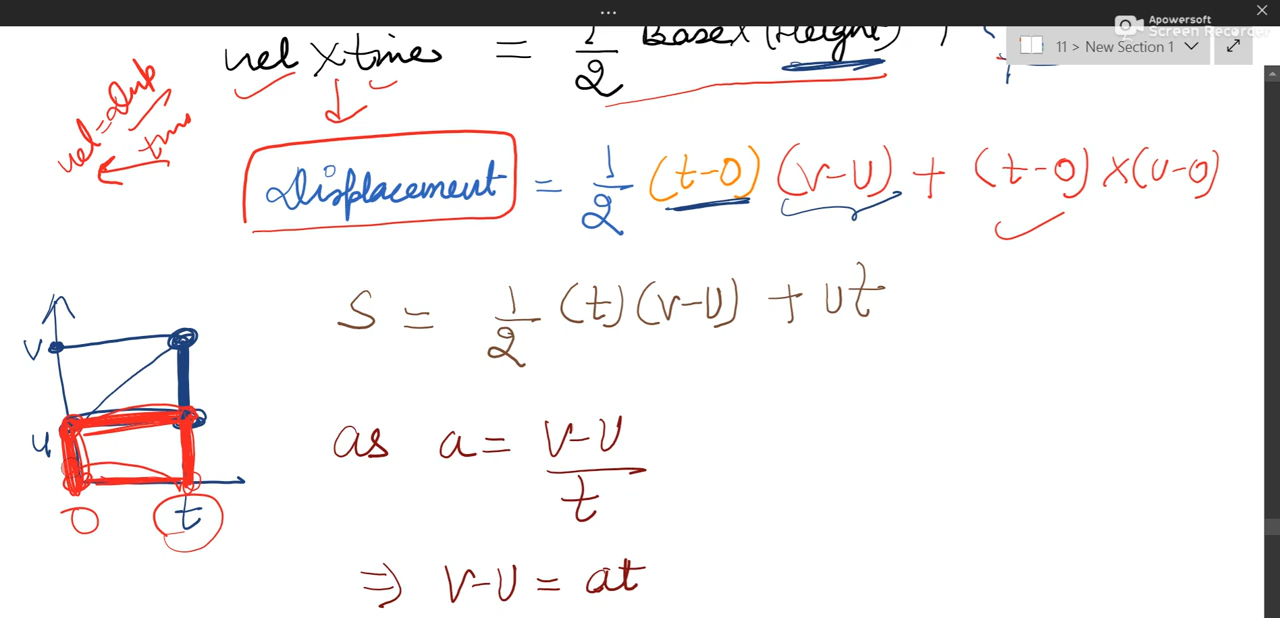 ...
Apowersoft
Screen Recorder
11 > New Section 1
vel × times = 1/2 Base × (Height) +
vel = Disp / time
Displacement = 1/2 (t-0) (v-u) + (t-0) × (u-0)
S = 1/2 (t) (v-u) + ut
v
u
0 t
as a = v-u / t
⇒ v-u = at